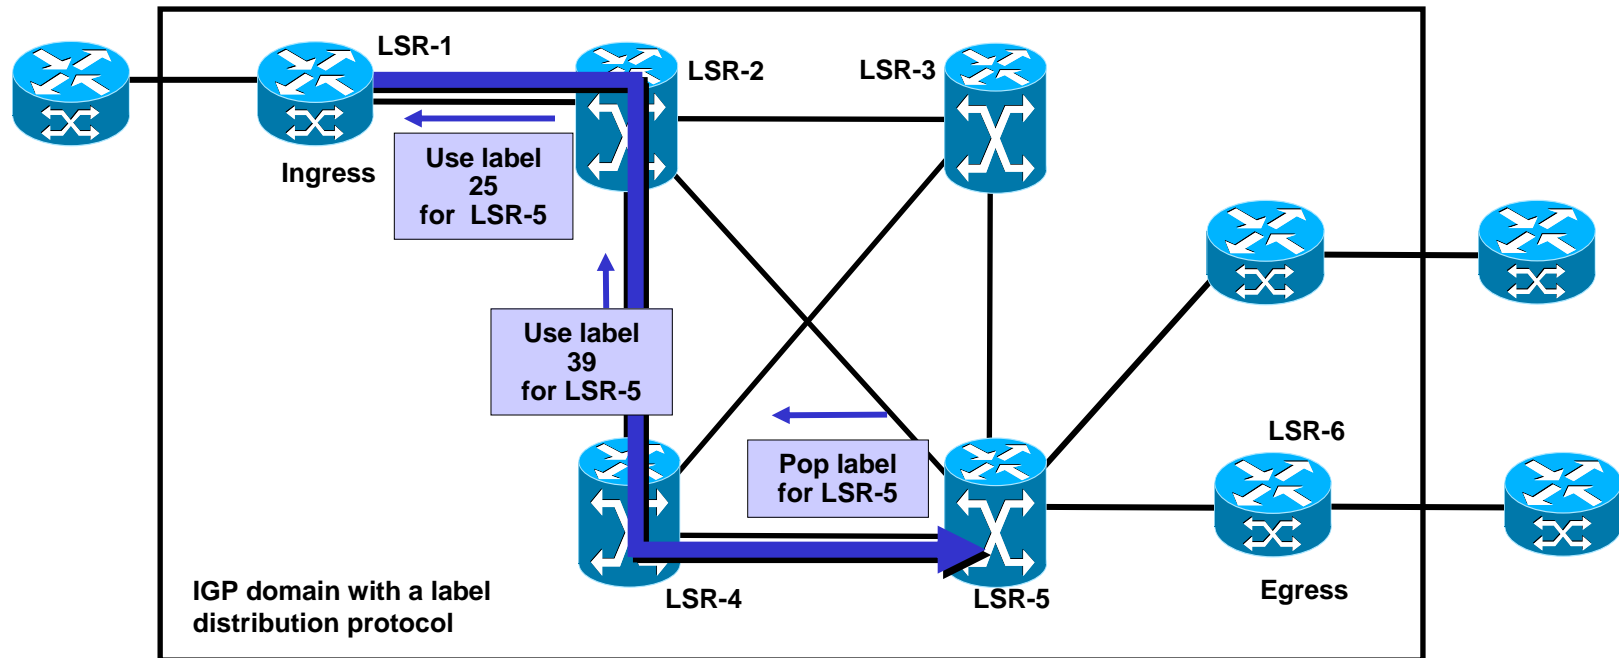 LSR-1
LSR-2
LSR-3
Ingress
Use label
25
for LSR-5
Use label
39
for LSR-5
Pop label
for LSR-5
LSR-6
Egress
LSR-4
LSR-5
IGP domain with a label
distribution protocol